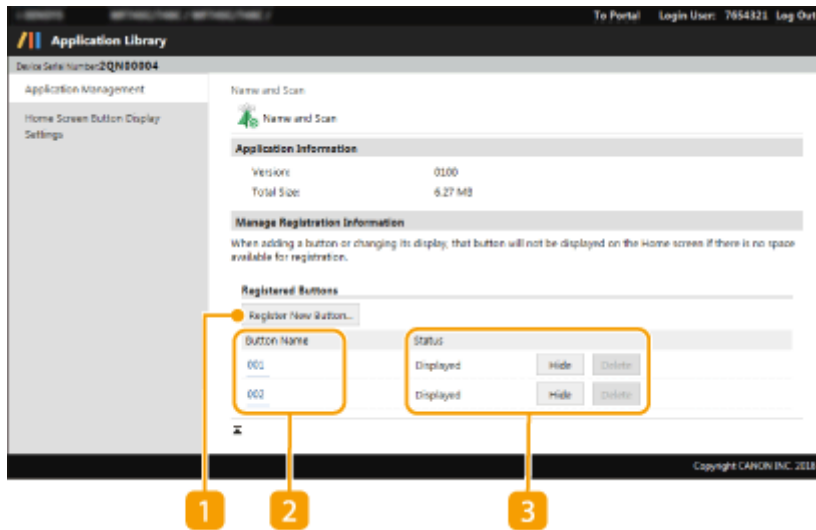 To Portal Login User: 7654321 Log Out
Application Library
Device Serial Number:2QN00004
Application Management
Home Screen Button Display
Settings
Name and Scan
Name and Scan
Application Information
Version: 0100
Total Size: 6.27 MB
Manage Registration Information
When adding a button or changing its display, that button will not be displayed on the Home screen if there is no space
available for registration.
Registered Buttons
Register New Button...
Button Name Status
001 Displayed Hide Delete
002 Displayed Hide Delete
Copyright CANON INC. 2018
1 2 3